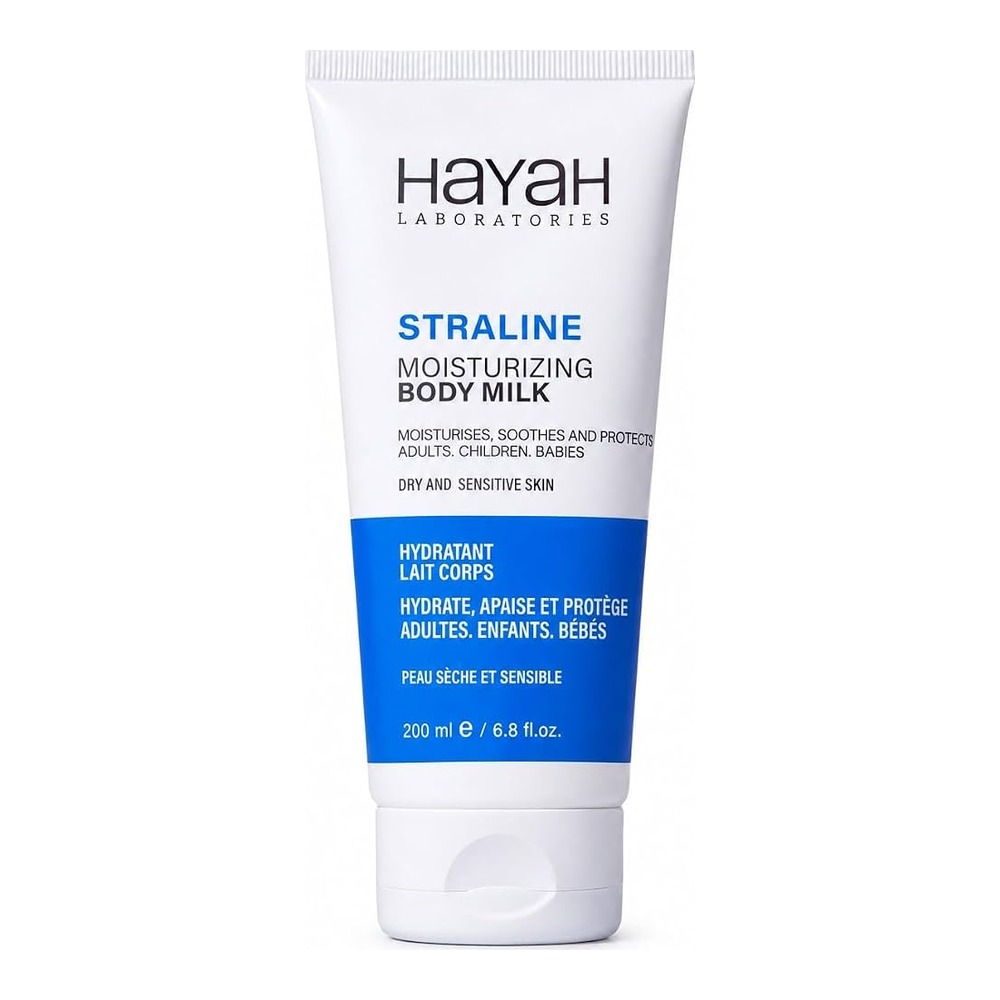 HAYAH
LABORATORIES
STRALINE
MOISTURIZING
BODY MILK
MOISTURISES, SOOTHES AND PROTECTS
ADULTS. CHILDREN. BABIES
DRY AND SENSITIVE SKIN
HYDRATANT
LAIT CORPS
HYDRATE, APAISE ET PROTÈGE
ADULTES. ENFANTS. BÉBÉS
PEAU SÈCHE ET SENSIBLE
200 ml ℮ / 6.8 fl.oz.